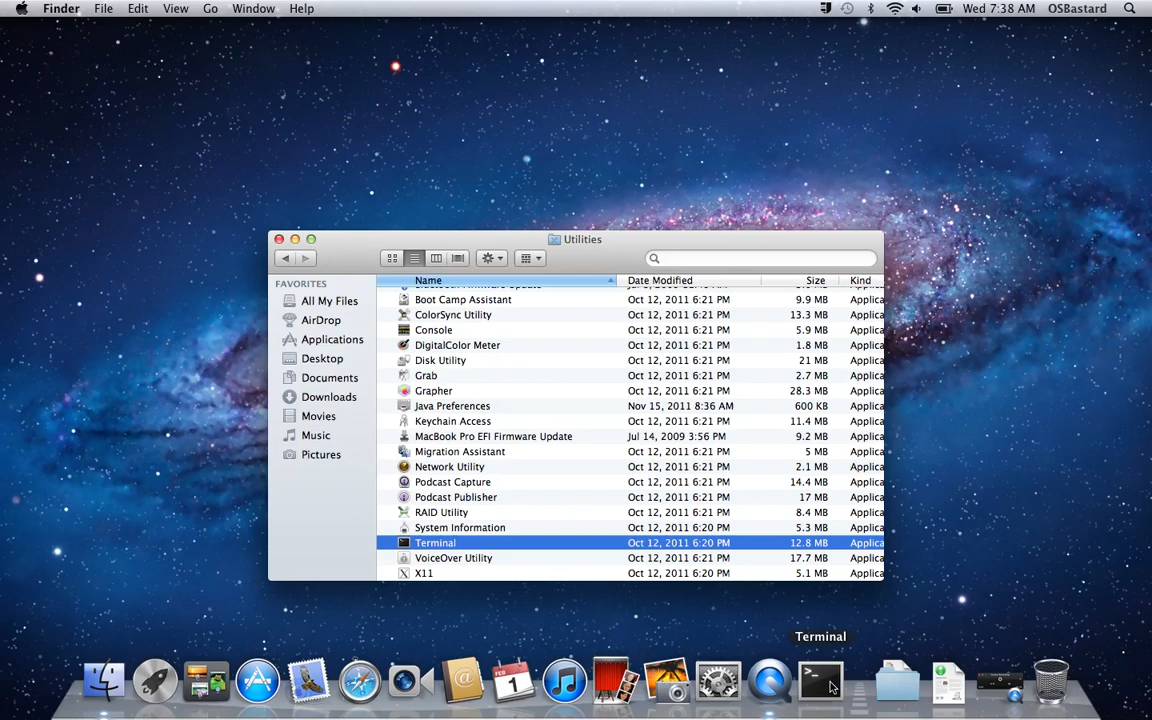 Finder File Edit View Go Window Help Wed 7:38 AM OSBastard
Utilities
FAVORITES
All My Files
AirDrop
Applications
Desktop
Documents
Downloads
Movies
Music
Pictures
Name Date Modified Size Kind
Boot Camp Assistant Oct 12, 2011 6:21 PM 9.9 MB Applica
ColorSync Utility Oct 12, 2011 6:21 PM 13.3 MB Applica
Console Oct 12, 2011 6:21 PM 5.9 MB Applica
DigitalColor Meter Oct 12, 2011 6:21 PM 1.8 MB Applica
Disk Utility Oct 12, 2011 6:21 PM 21 MB Applica
Grab Oct 12, 2011 6:21 PM 2.7 MB Applica
Grapher Oct 12, 2011 6:21 PM 28.3 MB Applica
Java Preferences Nov 15, 2011 8:36 AM 600 KB Applica
Keychain Access Oct 12, 2011 6:21 PM 11.4 MB Applica
MacBook Pro EFI Firmware Update Jul 14, 2009 3:56 PM 9.2 MB Applica
Migration Assistant Oct 12, 2011 6:21 PM 5 MB Applica
Network Utility Oct 12, 2011 6:21 PM 2.1 MB Applica
Podcast Capture Oct 12, 2011 6:21 PM 14.4 MB Applica
Podcast Publisher Oct 12, 2011 6:21 PM 17 MB Applica
RAID Utility Oct 12, 2011 6:21 PM 8.4 MB Applica
System Information Oct 12, 2011 6:20 PM 5.3 MB Applica
Terminal Oct 12, 2011 6:20 PM 12.8 MB Applica
VoiceOver Utility Oct 12, 2011 6:21 PM 17.7 MB Applica
X11 Oct 12, 2011 6:20 PM 5.1 MB Applica
Terminal
FEB
1